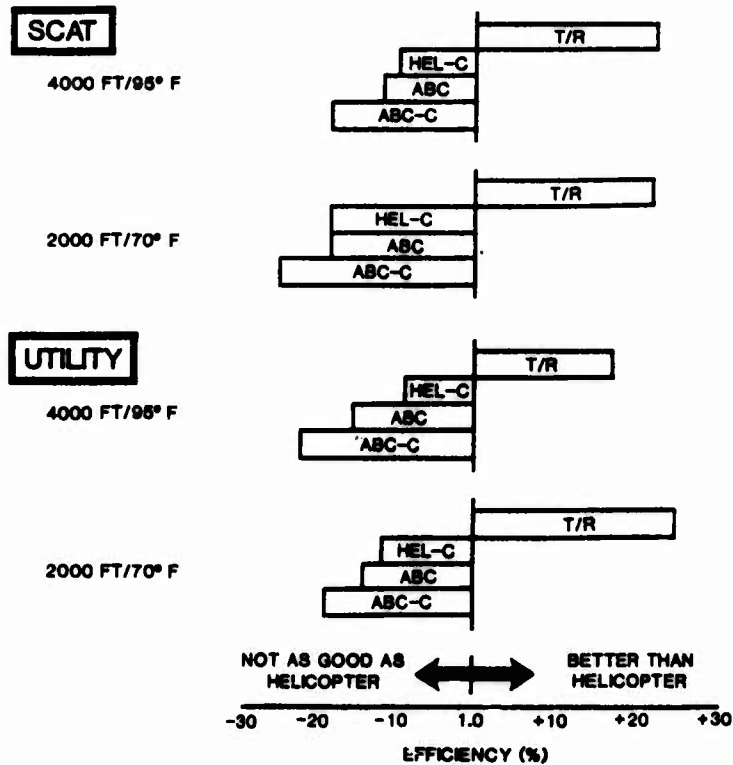 SCAT
4000 FT/95° F
T/R
HEL-C
ABC
ABC-C
2000 FT/70° F
T/R
HEL-C
ABC
ABC-C
UTILITY
4000 FT/95° F
T/R
HEL-C
ABC
ABC-C
2000 FT/70° F
T/R
HEL-C
ABC
ABC-C
NOT AS GOOD AS
HELICOPTER
BETTER THAN
HELICOPTER
-30 -20 -10 1.0 +10 +20 +30
EFFICIENCY (%)